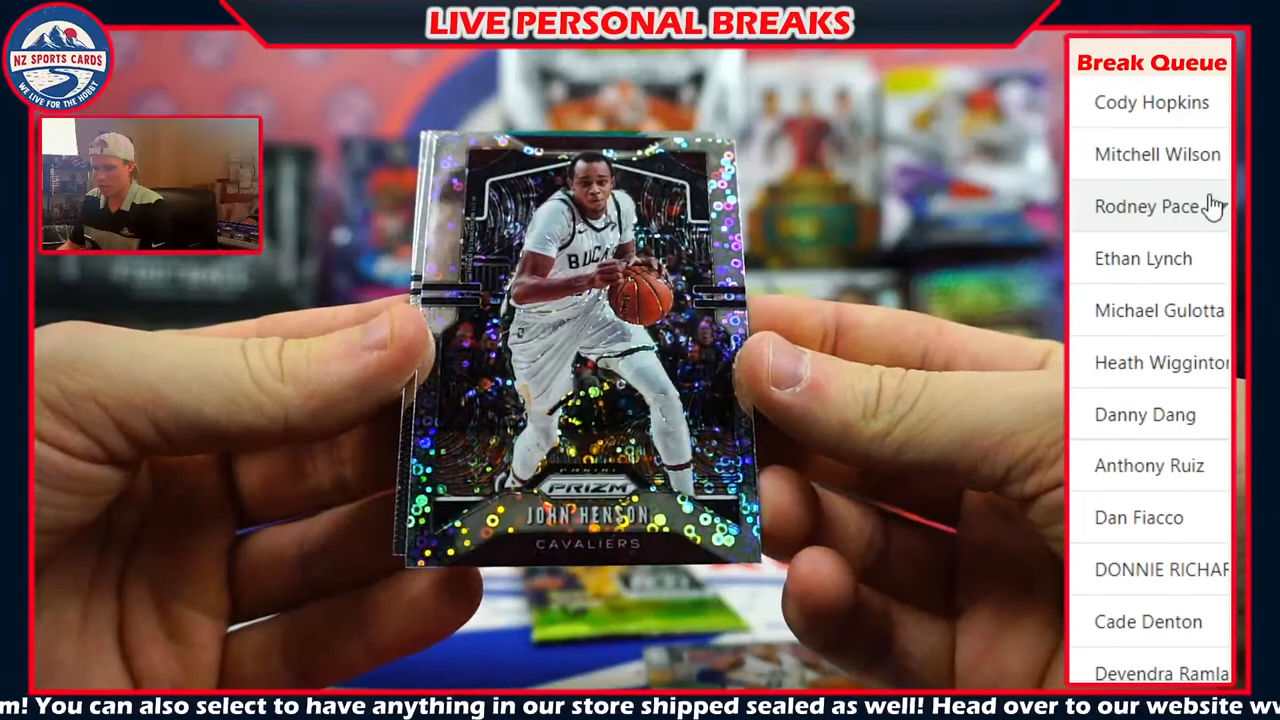 LIVE PERSONAL BREAKS
NZ SPORTS CARDS
WE LIVE FOR THE HOBBY
Break Queue
Cody Hopkins
Mitchell Wilson
Rodney Pace
Ethan Lynch
Michael Gulotta
Heath Wigginto
Danny Dang
Anthony Ruiz
Dan Fiacco
DONNIE RICHAR
Cade Denton
Devendra Ramla
BUCK
PANINI
PRIZM
JOHN HENSON
CAVALIERS
m! You can also select to have anything in our store shipped sealed as well! Head over to our website ww